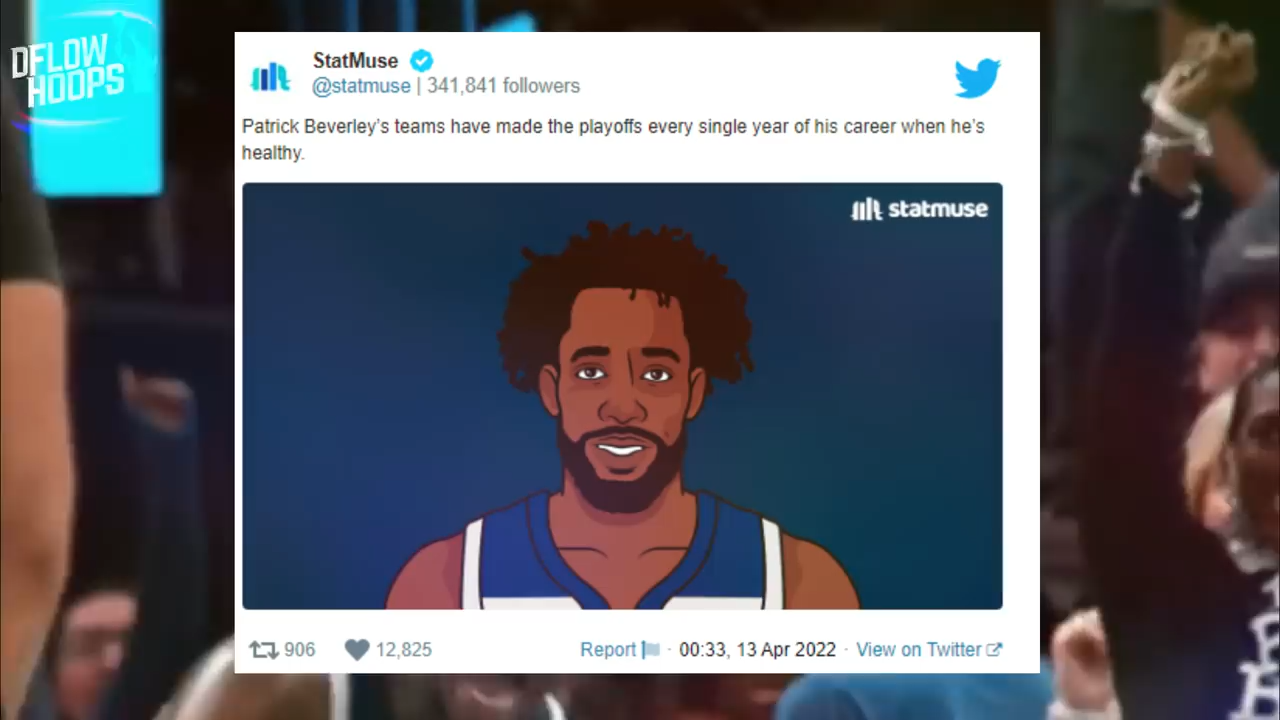 DFLOW
HOOPS
StatMuse
@statmuse | 341,841 followers
Patrick Beverley's teams have made the playoffs every single year of his career when he's
healthy.
statmuse
906
12,825
Report · 00:33, 13 Apr 2022 · View on Twitter